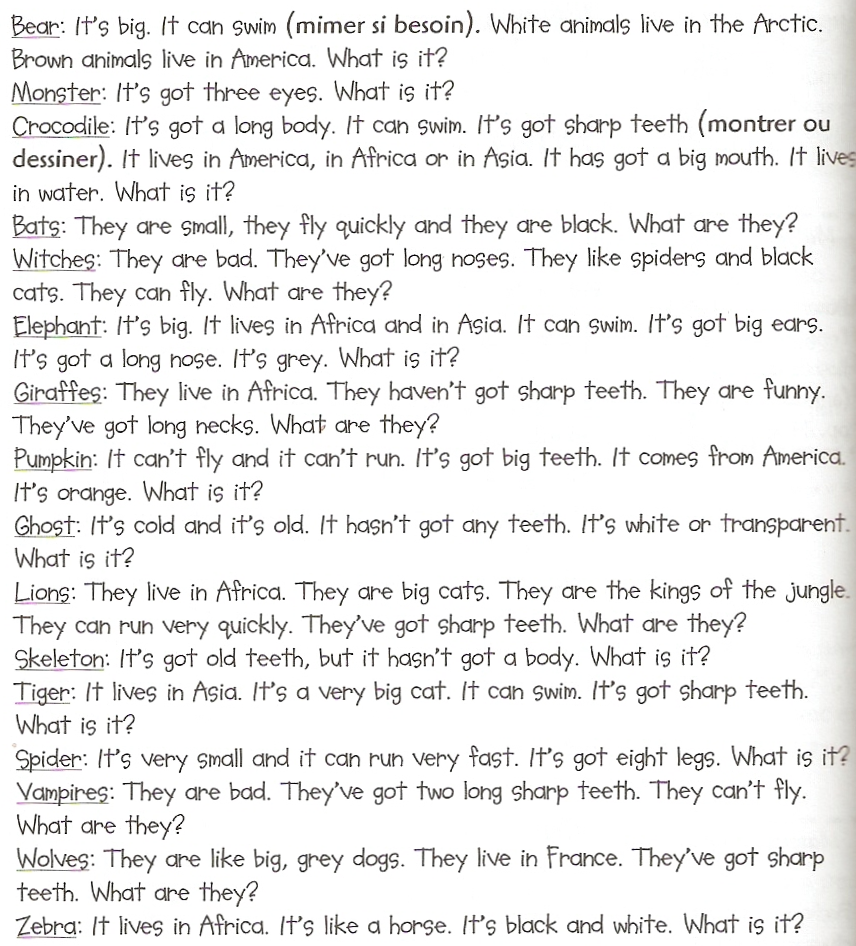 Bear: It's big. It can swim (mimer si besoin). White animals live in the Arctic.
Brown animals live in America. What is it?
Monster: It's got three eyes. What is it?
Crocodile: It's got a long body. It can swim. It's got sharp teeth (montrer ou
dessiner). It lives in America, in Africa or in Asia. It has got a big mouth. It lives
in water. What is it?
Bats: They are small, they fly quickly and they are black. What are they?
Witches: They are bad. They've got long noses. They like spiders and black
cats. They can fly. What are they?
Elephant: It's big. It lives in Africa and in Asia. It can swim. It's got big ears.
It's got a long nose. It's grey. What is it?
Giraffes: They live in Africa. They haven't got sharp teeth. They are funny.
They've got long necks. What are they?
Pumpkin: It can't fly and it can't run. It's got big teeth. It comes from America.
It's orange. What is it?
Ghost: It's cold and it's old. It hasn't got any teeth. It's white or transparent.
What is it?
Lions: They live in Africa. They are big cats. They are the kings of the jungle.
They can run very quickly. They've got sharp teeth. What are they?
Skeleton: It's got old teeth, but it hasn't got a body. What is it?
Tiger: It lives in Asia. It's a very big cat. It can swim. It's got sharp teeth.
What is it?
Spider: It's very small and it can run very fast. It's got eight legs. What is it?
Vampires: They are bad. They've got two long sharp teeth. They can't fly.
What are they?
Wolves: They are like big, grey dogs. They live in France. They've got sharp
teeth. What are they?
Zebra: It lives in Africa. It's like a horse. It's black and white. What is it?